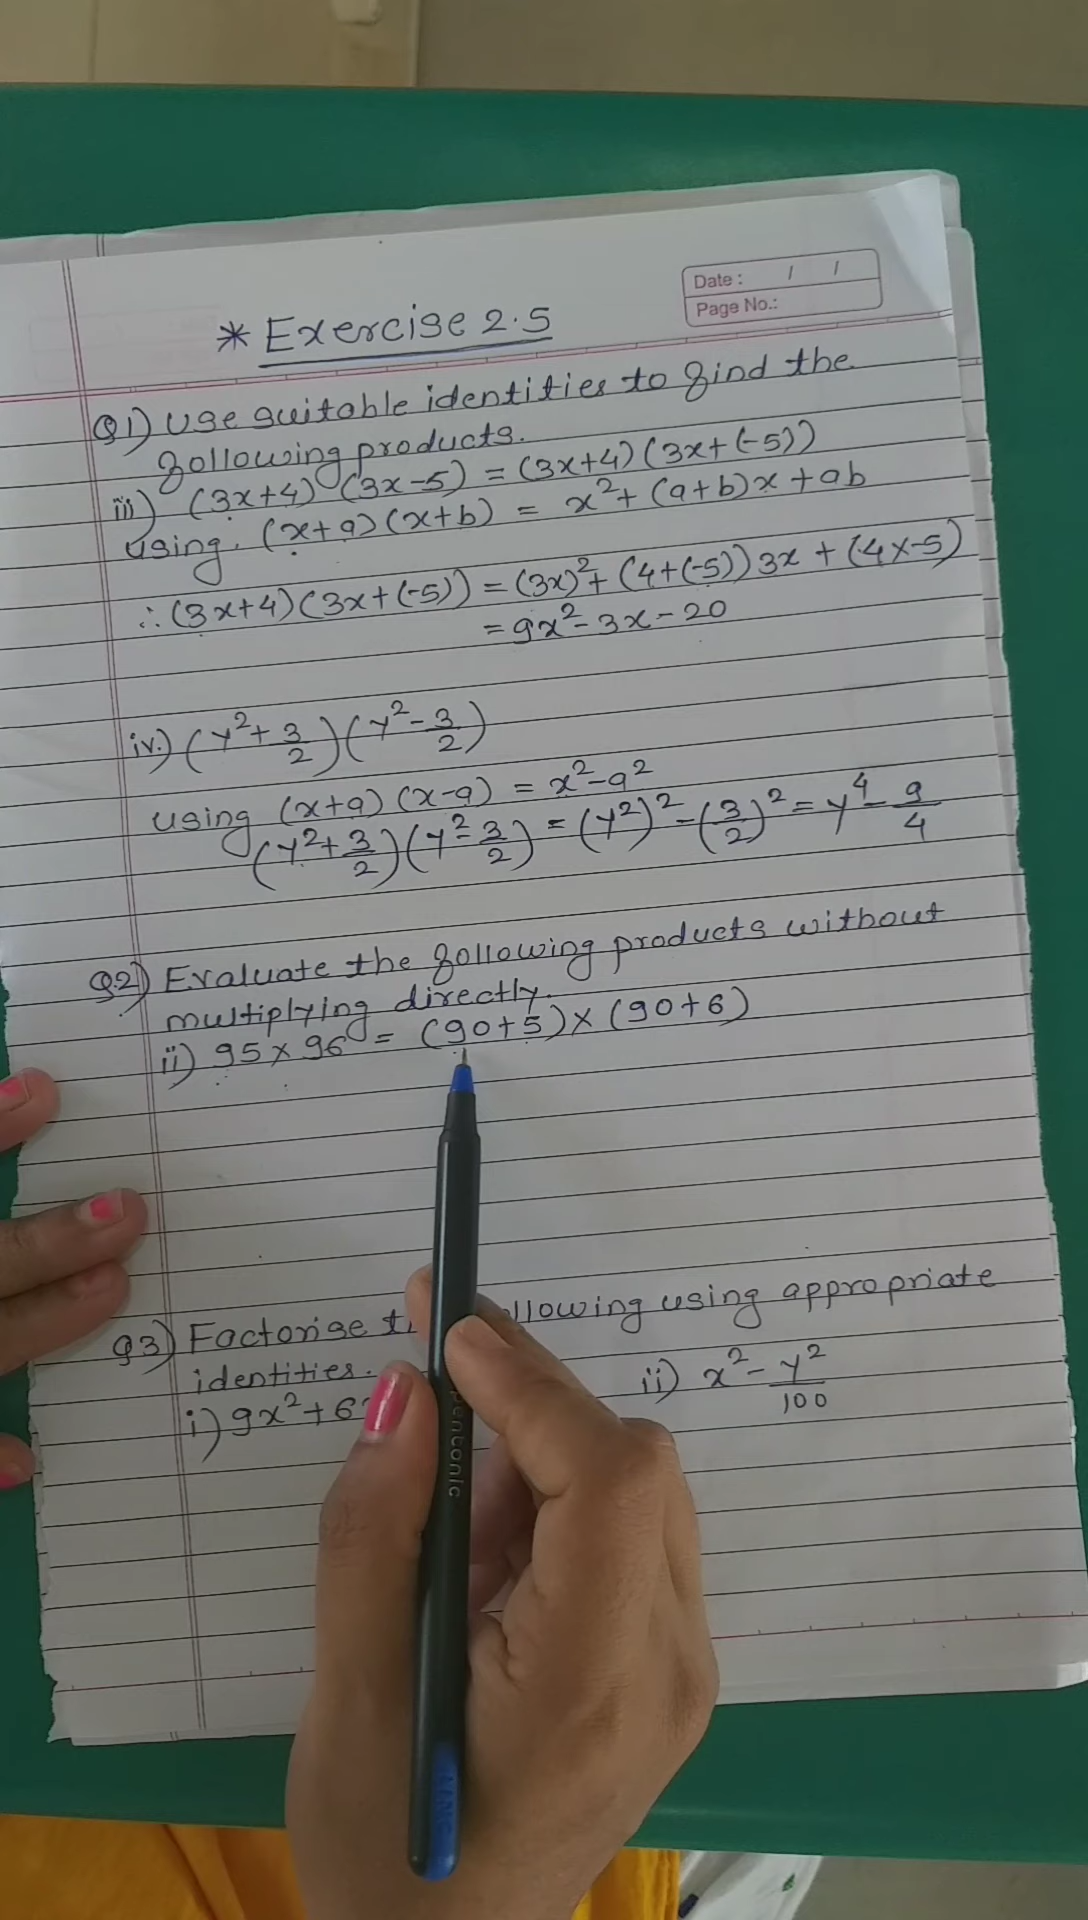 Date: / /
Page No.:
* Exercise 2.5
Q1) Use suitable identities to find the
following products.
iii) (3x+4) (3x-5) = (3x+4) (3x+(-5))
using. (x+a) (x+b) = x²+ (a+b)x + ab
∴ (3x+4) (3x+(-5)) = (3x)²+ (4+(-5)) 3x + (4x-5)
= 9x²- 3x - 20
iv.) (y²+ 3/2) (y²- 3/2)
using (x+a) (x-a) = x²-a²
(y²+ 3/2) (y²- 3/2) = (y²)² - (3/2)² = y⁴- 9/4
Q.2) Evaluate the following products without
multiplying directly.
ii) 95 x 96 = (90+5) x (90+6)
Q3) Factorise following using appropriate
identities.
i) 9x²+6 ii) x² - y²/100
pentonic